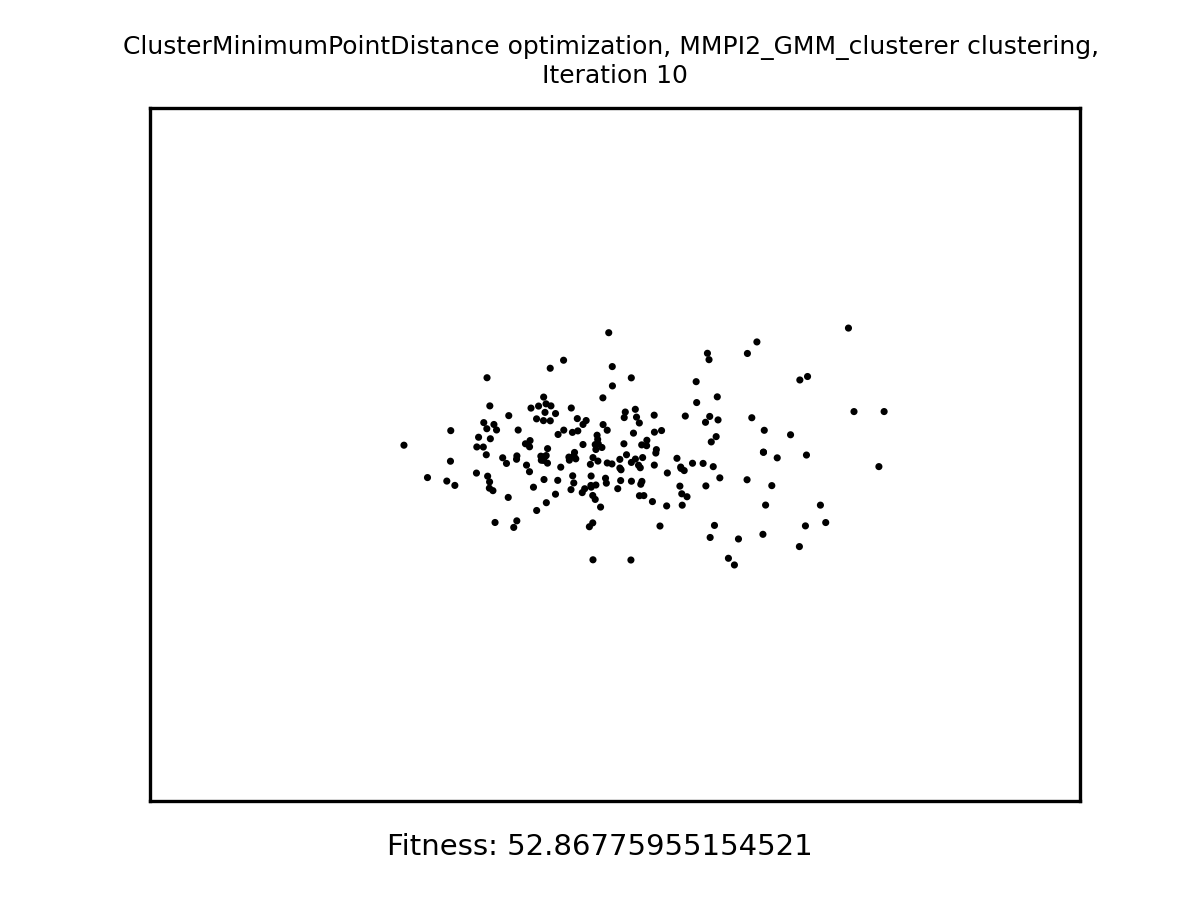 ClusterMinimumPointDistance optimization, MMPI2_GMM_clusterer clustering,
Iteration 10
Fitness: 52.86775955154521